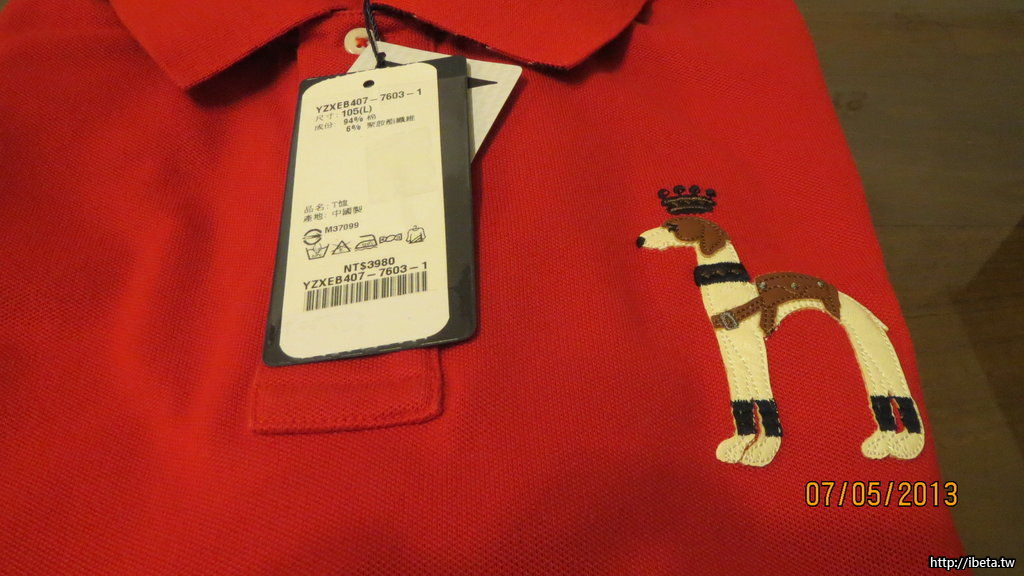 YZXEB407-7603-1
尺寸: 105(L)
成份: 94% 棉
6% 聚胺酯纖維
品名: T恤
產地: 中國製
M37099
NT$3980
YZXEB407-7603-1
07/05/2013
http://ibeta.tw